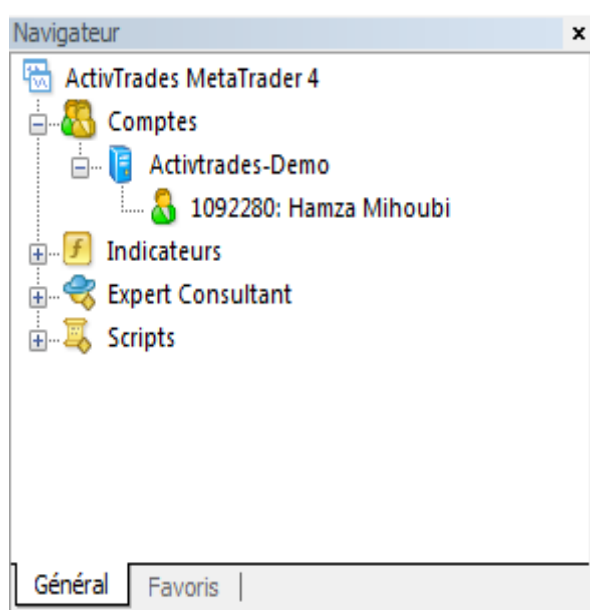 Navigateur
ActivTrades MetaTrader 4
Comptes
Activtrades-Demo
1092280: Hamza Mihoubi
Indicateurs
Expert Consultant
Scripts
Général Favoris